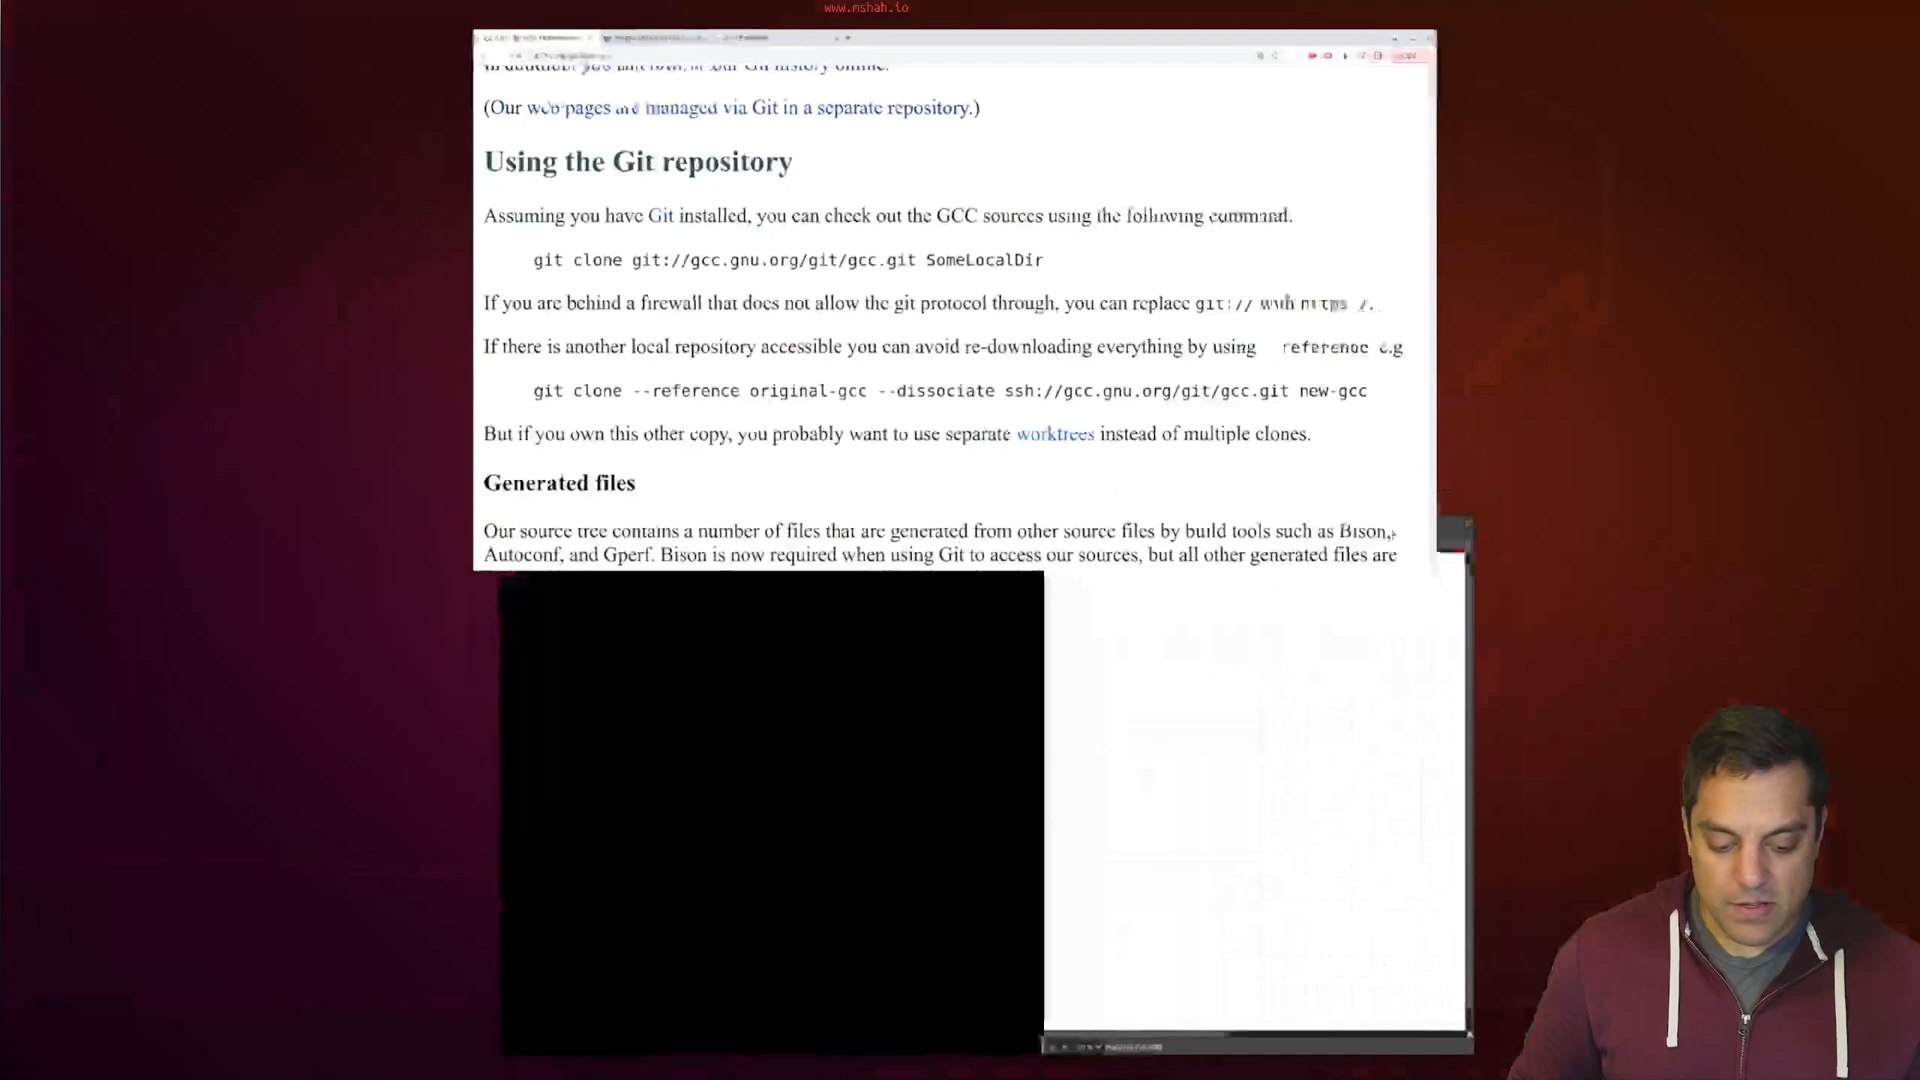 www.mshah.io
(Our web pages are managed via Git in a separate repository.)
Using the Git repository
Assuming you have Git installed, you can check out the GCC sources using the following command.
git clone git://gcc.gnu.org/git/gcc.git SomeLocalDir
If you are behind a firewall that does not allow the git protocol through, you can replace git:// with
If there is another local repository accessible you can avoid re-downloading everything by using reference e.g
git clone --reference original-gcc --dissociate ssh://gcc.gnu.org/git/gcc.git new-gcc
But if you own this other copy, you probably want to use separate worktrees instead of multiple clones.
Generated files
Our source tree contains a number of files that are generated from other source files by build tools such as Bison,
Autoconf, and Gperf. Bison is now required when using Git to access our sources, but all other generated files are